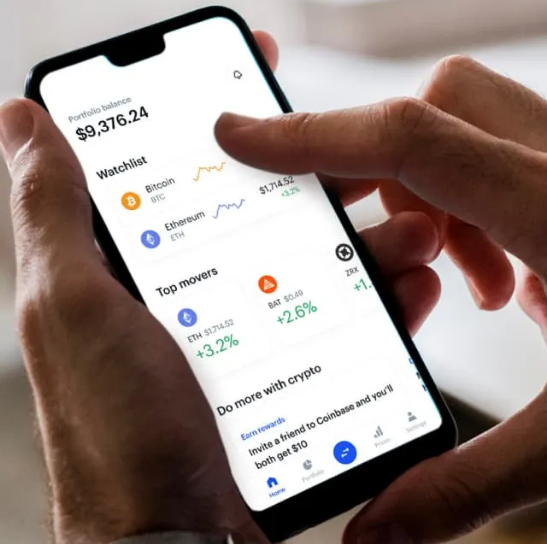 Portfolio balance
$9,376.24
Watchlist
Bitcoin
BTC
Ethereum
ETH
$1,714.52
+3.2%
Top movers
ETH $1,714.52
+3.2%
BAT $0.49
+2.6%
ZRX
+1.
Do more with crypto
Earn rewards
Invite a friend to Coinbase and you'll
both get $10
Home
Portfolio
Prices
Settings